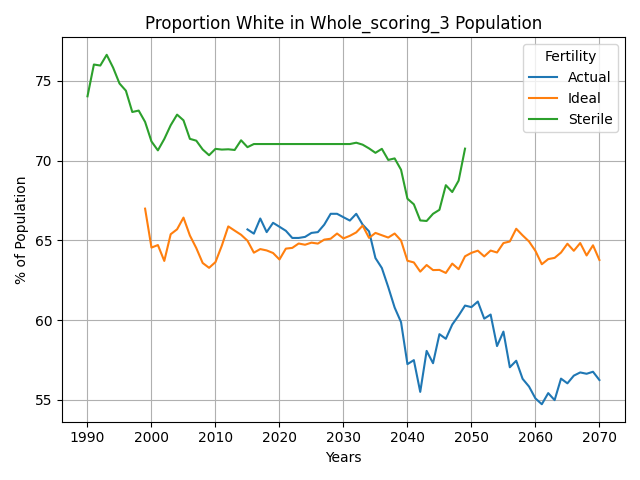 Proportion White in Whole_scoring_3 Population
Fertility
Actual
Ideal
Sterile
% of Population
75
70
65
60
55
1990 2000 2010 2020 2030 2040 2050 2060 2070
Years